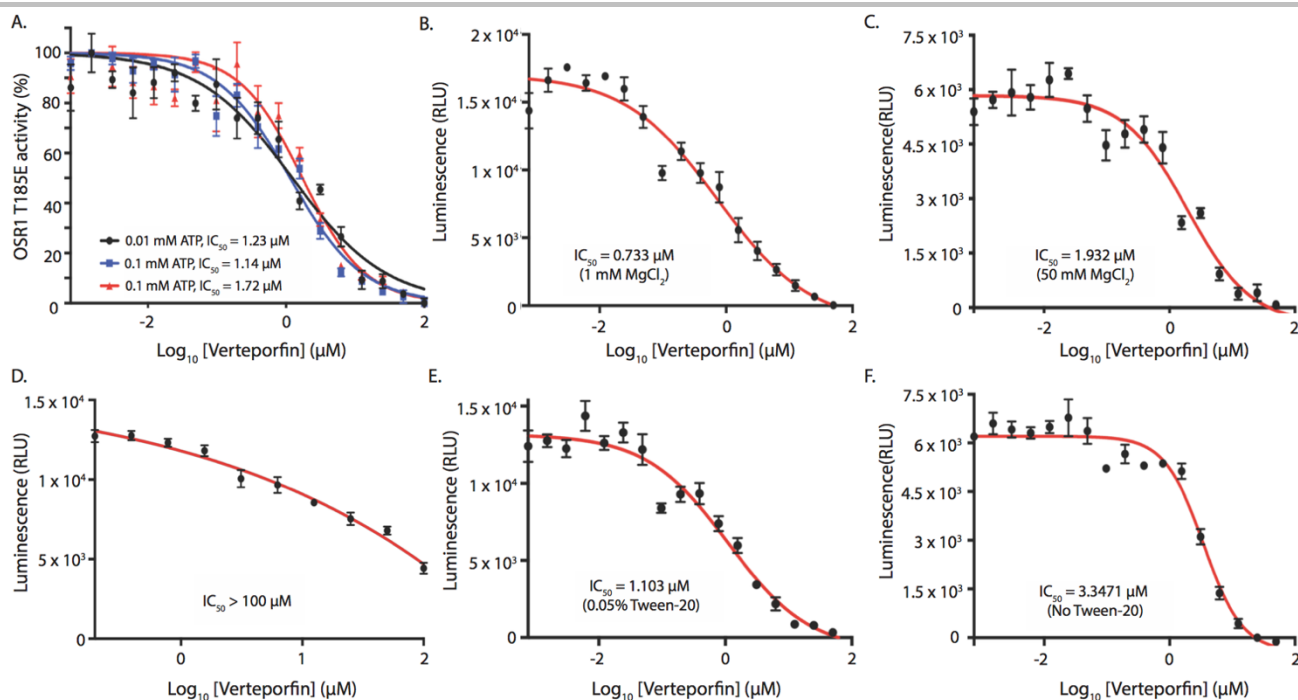 A.
OSR1 T185E activity (%)
100
80
60
40
20
0
0.01 mM ATP, IC₅₀ = 1.23 µM
0.1 mM ATP, IC₅₀ = 1.14 µM
0.1 mM ATP, IC₅₀ = 1.72 µM
-2
0
2
Log₁₀ [Verteporfin] (µM)
B.
Luminescence (RLU)
2 x 10⁴
1.5 x 10⁴
1 x 10⁴
5 x 10³
0
IC₅₀ = 0.733 µM
(1 mM MgCl₂)
-2
0
2
Log₁₀ [Verteporfin] (µM)
C.
Luminescence(RLU)
7.5 x 10³
6 x 10³
4.5 x 10³
3 x 10³
1.5 x 10³
0
IC₅₀ = 1.932 µM
(50 mM MgCl₂)
-2
0
2
Log₁₀ [Verteporfin] (µM)
D.
Luminescence (RLU)
1.5 x 10⁴
1 x 10⁴
5 x 10³
0
IC₅₀ > 100 µM
0
1
2
Log₁₀ [Verteporfin] (µM)
E.
Luminescence (RLU)
1.5 x 10⁴
1 x 10⁴
5 x 10³
0
IC₅₀ = 1.103 µM
(0.05% Tween-20)
-2
0
2
Log₁₀ [Verteporfin] (µM)
F.
Luminescence(RLU)
7.5 x 10³
6 x 10³
4.5 x 10³
3 x 10³
1.5 x 10³
0
IC₅₀ = 3.3471 µM
(No Tween-20)
-2
0
2
Log₁₀ [Verteporfin] (µM)